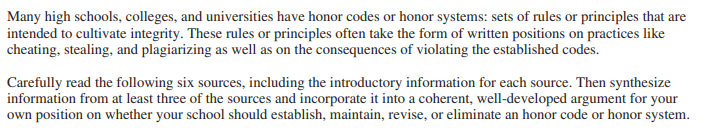 Many high schools, colleges, and universities have honor codes or honor systems: sets of rules or principles that are
intended to cultivate integrity. These rules or principles often take the form of written positions on practices like
cheating, stealing, and plagiarizing as well as on the consequences of violating the established codes.
Carefully read the following six sources, including the introductory information for each source. Then synthesize
information from at least three of the sources and incorporate it into a coherent, well-developed argument for your
own position on whether your school should establish, maintain, revise, or eliminate an honor code or honor system.